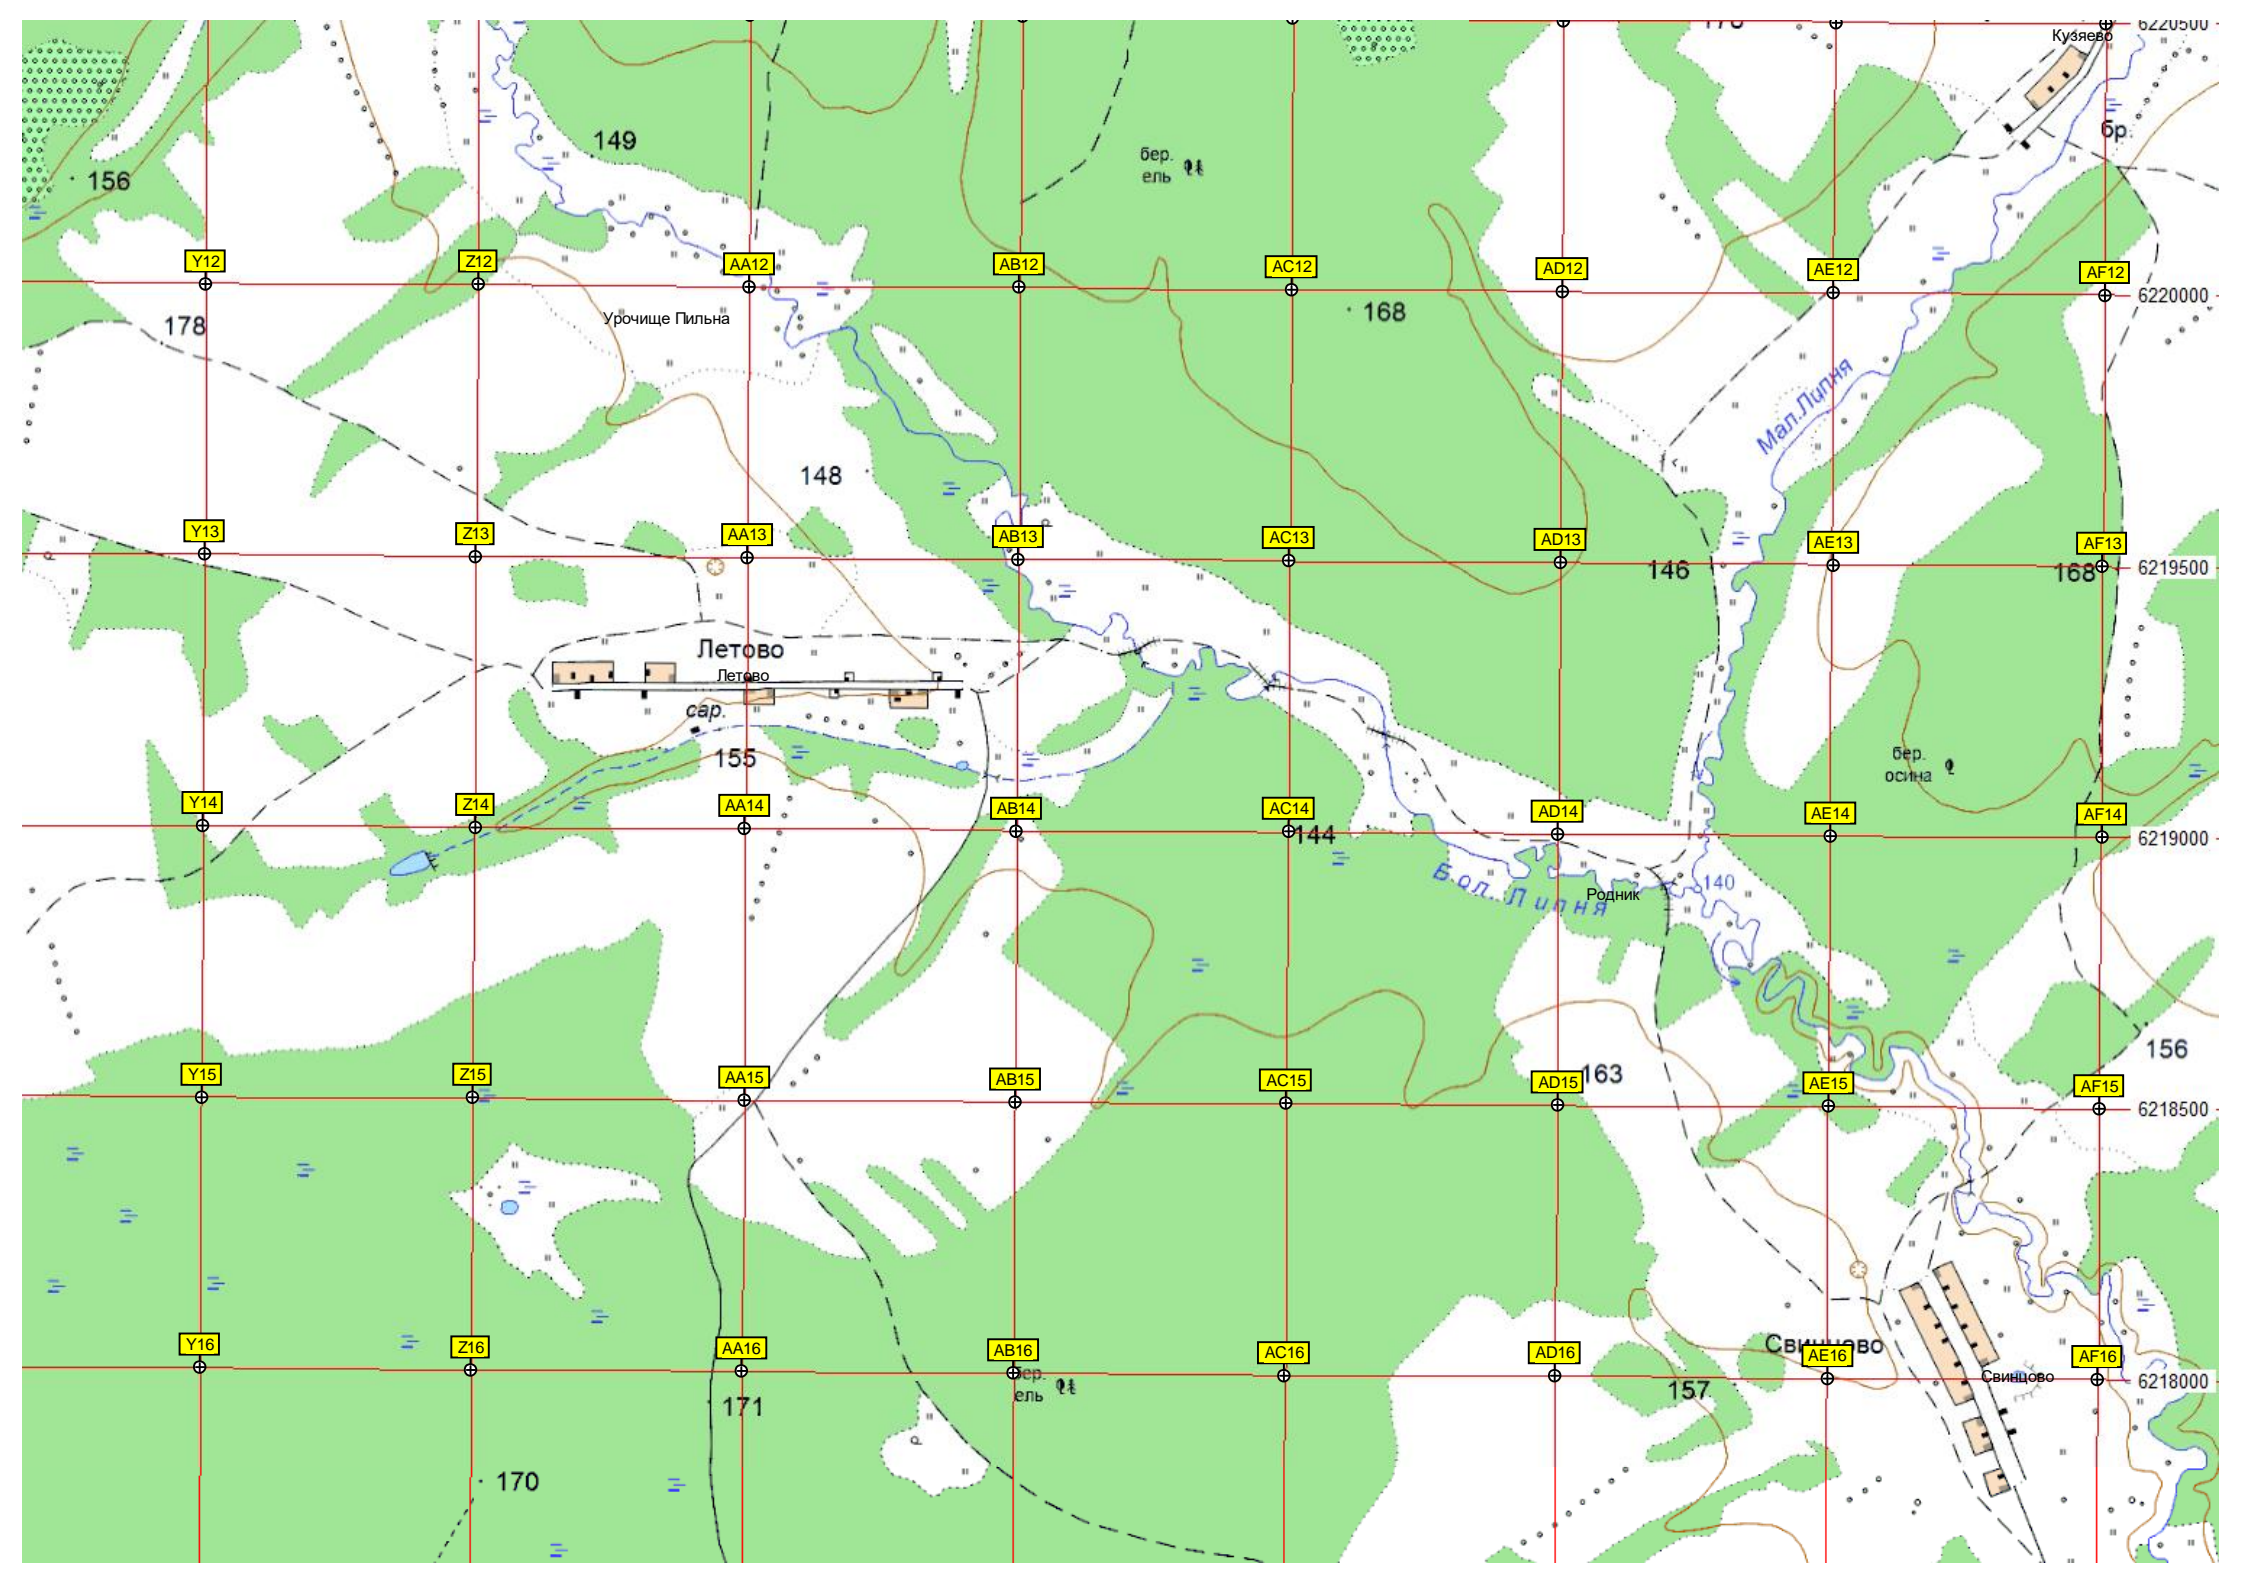 6220500
Кузяево
бр.
149
156
бер.
ель
Y12
Z12
AA12
AB12
AC12
AD12
AE12
AF12
6220000
178
Урочище Пильна
168
Мал.Липня
148
Y13
Z13
AA13
AB13
AC13
AD13
AE13
AF13
146
168
6219500
Летово
Летово
сар.
155
бер.
осина
Y14
Z14
AA14
AB14
AC14
AD14
AE14
AF14
144
6219000
Бол. Липня
Родник
140
156
Y15
Z15
AA15
AB15
AC15
AD15
163
AE15
AF15
6218500
Y16
Z16
AA16
AB16
AC16
AD16
Свинцово
AE16
AF16
бер.
ель
157
Свинцово
6218000
171
170